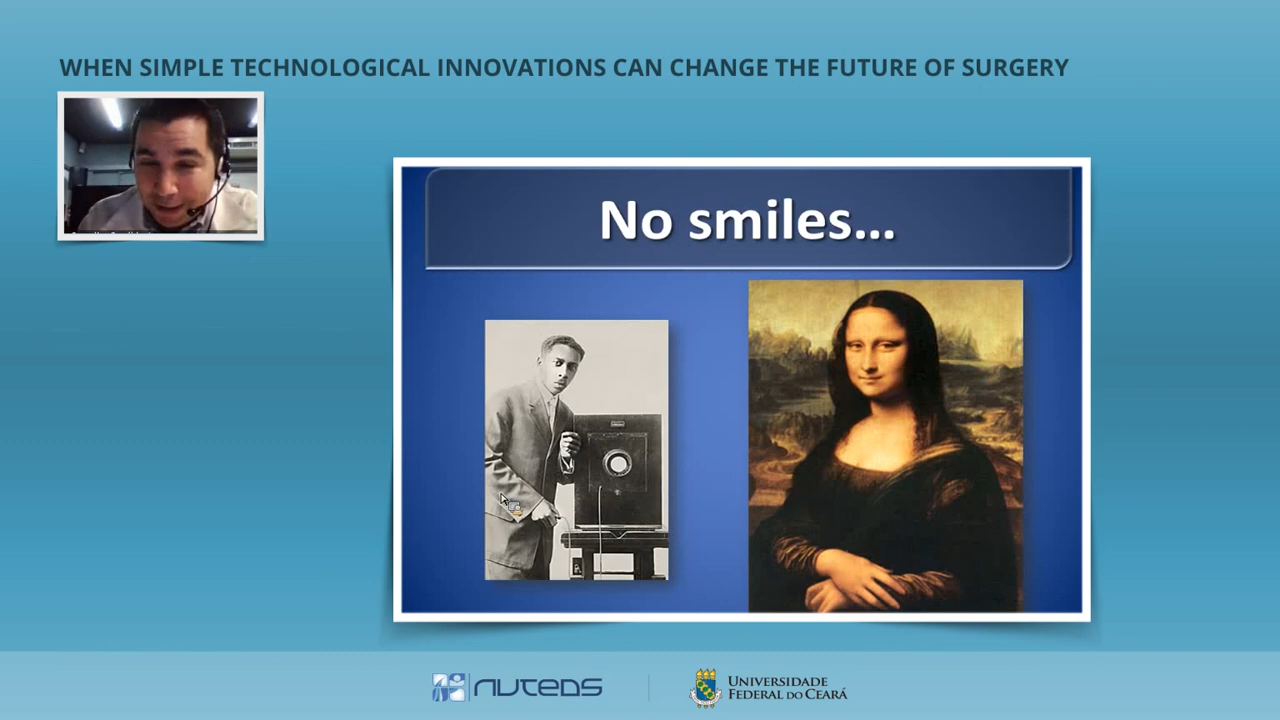 WHEN SIMPLE TECHNOLOGICAL INNOVATIONS CAN CHANGE THE FUTURE OF SURGERY
No smiles...
NUTEDS
UNIVERSIDADE
FEDERAL DO CEARÁ